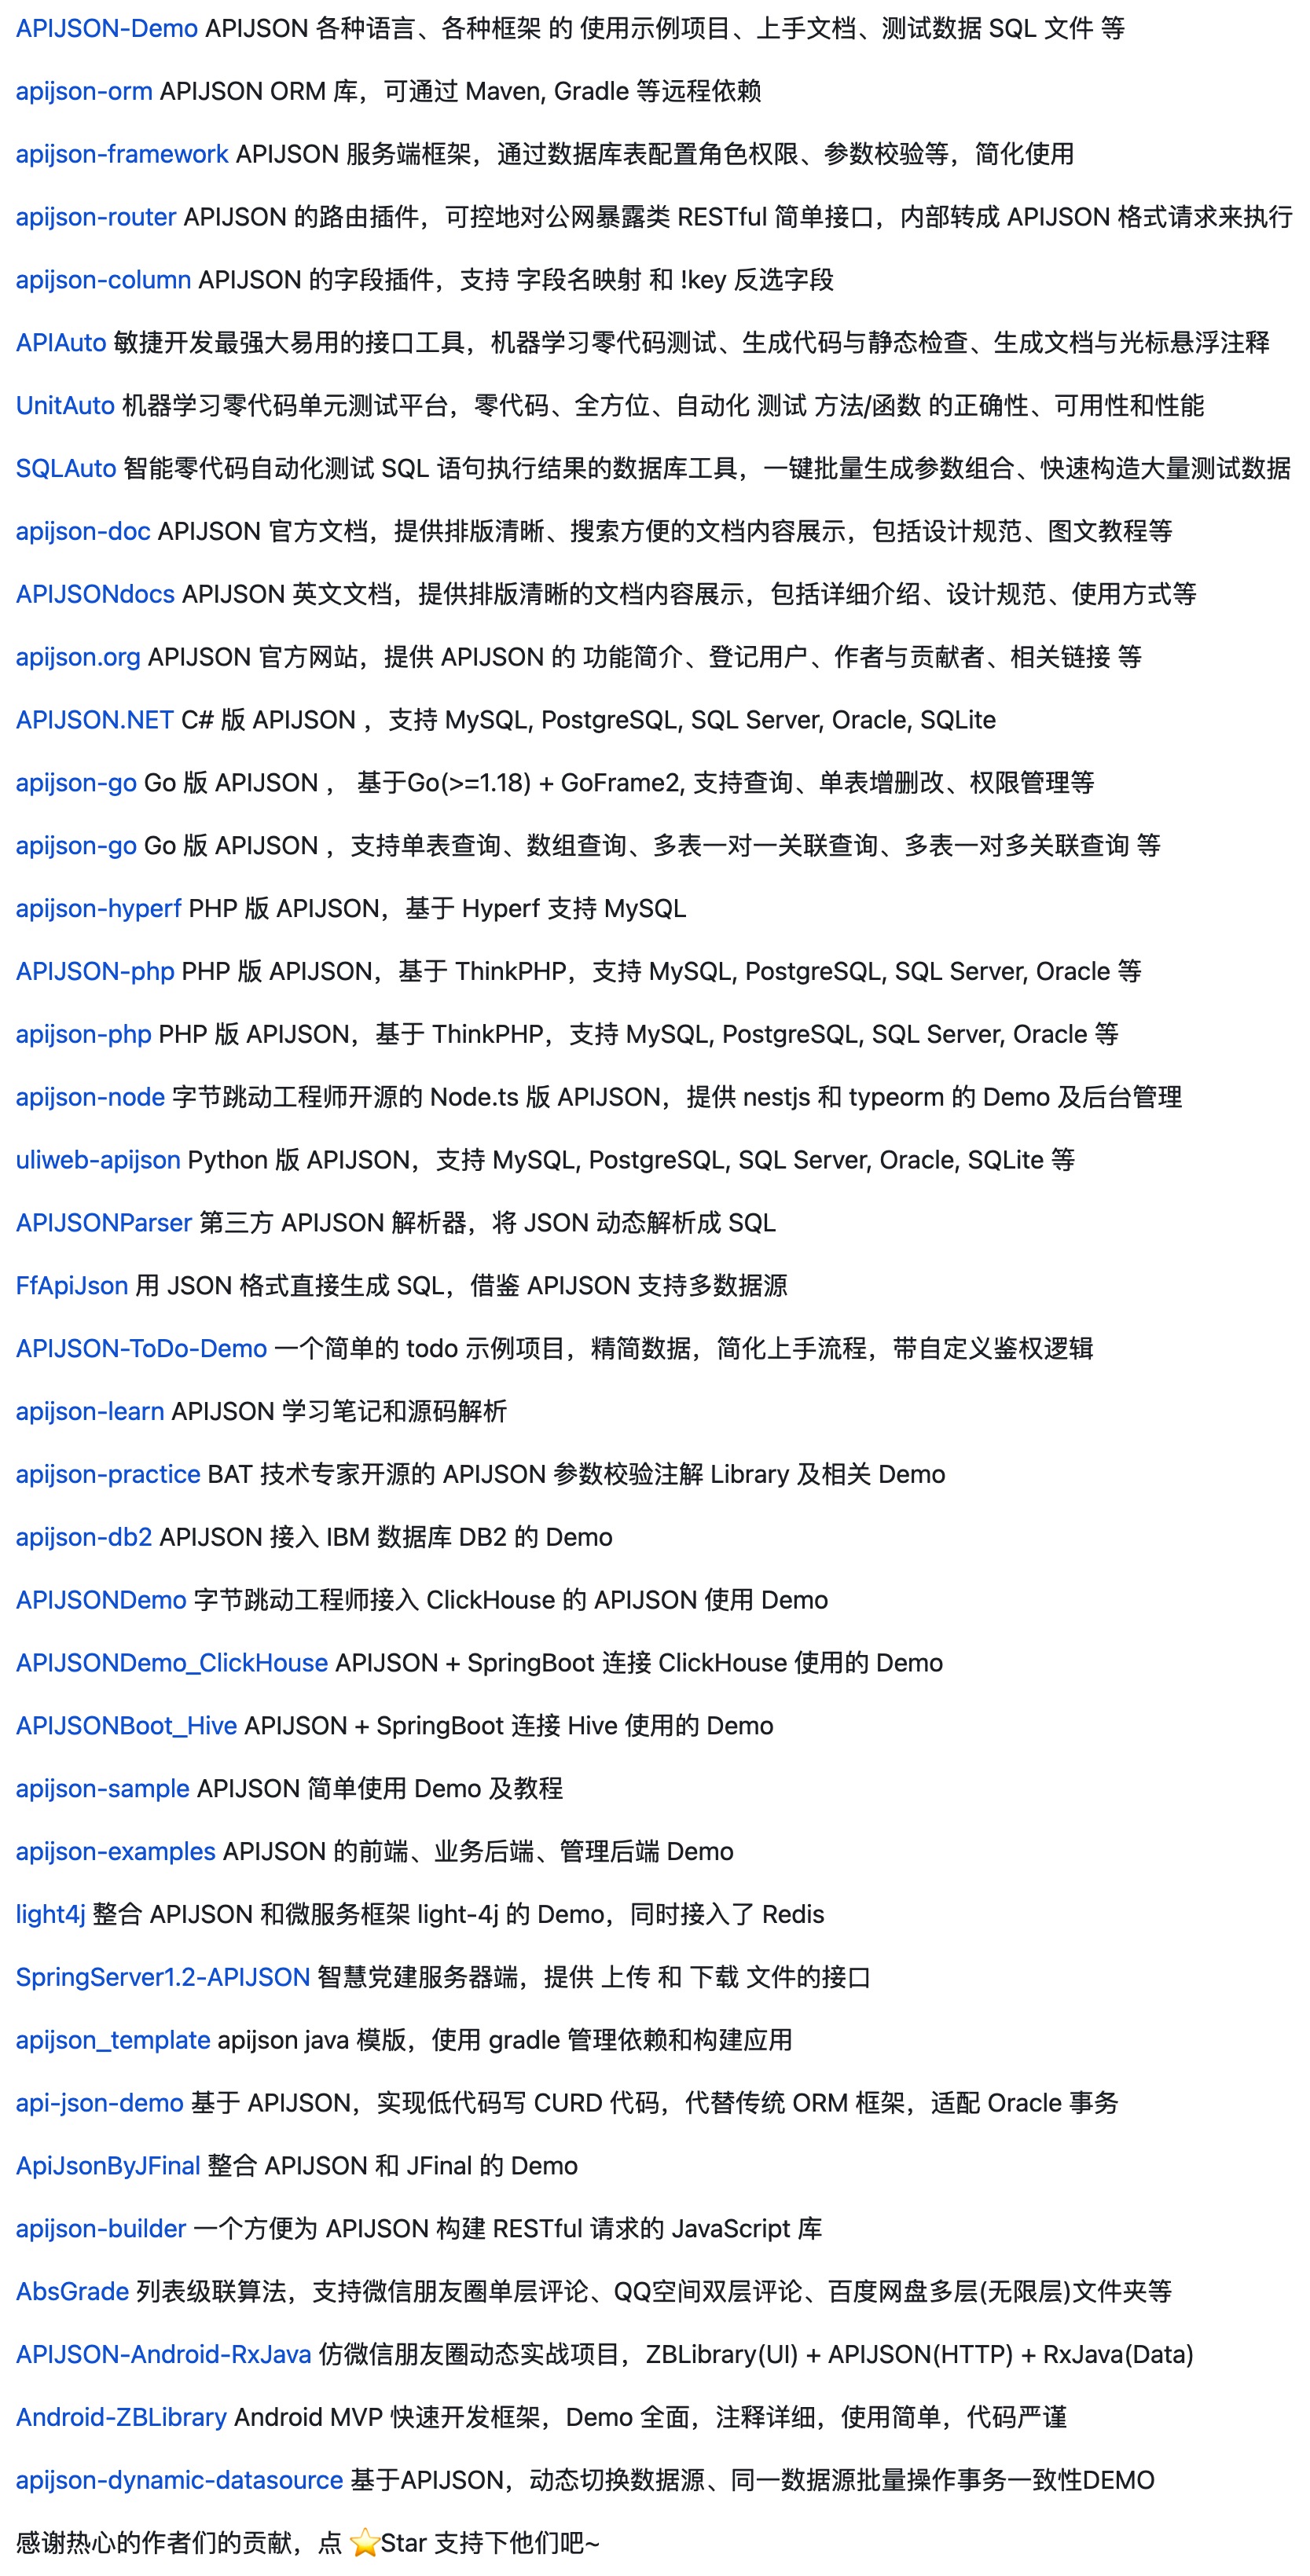 APIJSON-Demo APIJSON 各种语言、各种框架 的 使用示例项目、上手文档、测试数据 SQL 文件 等
apijson-orm APIJSON ORM 库，可通过 Maven, Gradle 等远程依赖
apijson-framework APIJSON 服务端框架，通过数据库表配置角色权限、参数校验等，简化使用
apijson-router APIJSON 的路由插件，可控地对公网暴露类 RESTful 简单接口，内部转成 APIJSON 格式请求来执行
apijson-column APIJSON 的字段插件，支持 字段名映射 和 !key 反选字段
APIAuto 敏捷开发最强大易用的接口工具，机器学习零代码测试、生成代码与静态检查、生成文档与光标悬浮注释
UnitAuto 机器学习零代码单元测试平台，零代码、全方位、自动化 测试 方法/函数 的正确性、可用性和性能
SQLAuto 智能零代码自动化测试 SQL 语句执行结果的数据库工具，一键批量生成参数组合、快速构造大量测试数据
apijson-doc APIJSON 官方文档，提供排版清晰、搜索方便的文档内容展示，包括设计规范、图文教程等
APIJSONdocs APIJSON 英文文档，提供排版清晰的文档内容展示，包括详细介绍、设计规范、使用方式等
apijson.org APIJSON 官方网站，提供 APIJSON 的 功能简介、登记用户、作者与贡献者、相关链接 等
APIJSON.NET C# 版 APIJSON ，支持 MySQL, PostgreSQL, SQL Server, Oracle, SQLite
apijson-go Go 版 APIJSON ， 基于Go(>=1.18) + GoFrame2, 支持查询、单表增删改、权限管理等
apijson-go Go 版 APIJSON ，支持单表查询、数组查询、多表一对一关联查询、多表一对多关联查询 等
apijson-hyperf PHP 版 APIJSON，基于 Hyperf 支持 MySQL
APIJSON-php PHP 版 APIJSON，基于 ThinkPHP，支持 MySQL, PostgreSQL, SQL Server, Oracle 等
apijson-php PHP 版 APIJSON，基于 ThinkPHP，支持 MySQL, PostgreSQL, SQL Server, Oracle 等
apijson-node 字节跳动工程师开源的 Node.ts 版 APIJSON，提供 nestjs 和 typeorm 的 Demo 及后台管理
uliweb-apijson Python 版 APIJSON，支持 MySQL, PostgreSQL, SQL Server, Oracle, SQLite 等
APIJSONParser 第三方 APIJSON 解析器，将 JSON 动态解析成 SQL
FfApiJson 用 JSON 格式直接生成 SQL，借鉴 APIJSON 支持多数据源
APIJSON-ToDo-Demo 一个简单的 todo 示例项目，精简数据，简化上手流程，带自定义鉴权逻辑
apijson-learn APIJSON 学习笔记和源码解析
apijson-practice BAT 技术专家开源的 APIJSON 参数校验注解 Library 及相关 Demo
apijson-db2 APIJSON 接入 IBM 数据库 DB2 的 Demo
APIJSONDemo 字节跳动工程师接入 ClickHouse 的 APIJSON 使用 Demo
APIJSONDemo_ClickHouse APIJSON + SpringBoot 连接 ClickHouse 使用的 Demo
APIJSONBoot_Hive APIJSON + SpringBoot 连接 Hive 使用的 Demo
apijson-sample APIJSON 简单使用 Demo 及教程
apijson-examples APIJSON 的前端、业务后端、管理后端 Demo
light4j 整合 APIJSON 和微服务框架 light-4j 的 Demo，同时接入了 Redis
SpringServer1.2-APIJSON 智慧党建服务器端，提供 上传 和 下载 文件的接口
apijson_template apijson java 模版，使用 gradle 管理依赖和构建应用
api-json-demo 基于 APIJSON，实现低代码写 CURD 代码，代替传统 ORM 框架，适配 Oracle 事务
ApiJsonByJFinal 整合 APIJSON 和 JFinal 的 Demo
apijson-builder 一个方便为 APIJSON 构建 RESTful 请求的 JavaScript 库
AbsGrade 列表级联算法，支持微信朋友圈单层评论、QQ空间双层评论、百度网盘多层(无限层)文件夹等
APIJSON-Android-RxJava 仿微信朋友圈动态实战项目，ZBLibrary(UI) + APIJSON(HTTP) + RxJava(Data)
Android-ZBLibrary Android MVP 快速开发框架，Demo 全面，注释详细，使用简单，代码严谨
apijson-dynamic-datasource 基于APIJSON，动态切换数据源、同一数据源批量操作事务一致性DEMO
感谢热心的作者们的贡献，点 ⭐Star 支持下他们吧~